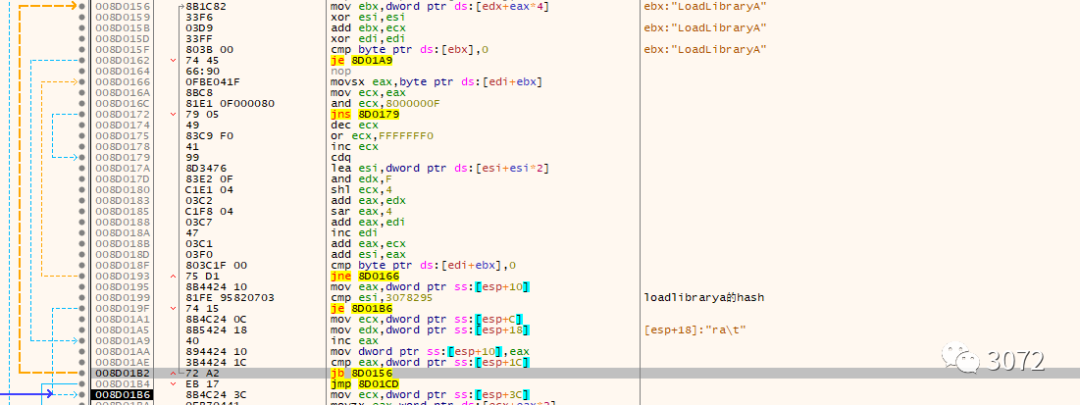 008D0156 8B1C82 mov ebx,dword ptr ds:[edx+eax*4] ebx:"LoadLibraryA"
008D0159 33F6 xor esi,esi
008D015B 03D9 add ebx,ecx ebx:"LoadLibraryA"
008D015D 33FF xor edi,edi
008D015F 803B 00 cmp byte ptr ds:[ebx],0 ebx:"LoadLibraryA"
008D0162 74 45 je 8D01A9
008D0164 66:90 nop
008D0166 0FBE041F movsx eax,byte ptr ds:[edi+ebx]
008D016A 8BC8 mov ecx,eax
008D016C 81E1 0F000080 and ecx,8000000F
008D0172 79 05 jns 8D0179
008D0174 49 dec ecx
008D0175 83C9 F0 or ecx,FFFFFFF0
008D0178 41 inc ecx
008D0179 99 cdq
008D017A 8D3476 lea esi,dword ptr ds:[esi+esi*2]
008D017D 83E2 0F and edx,F
008D0180 C1E1 04 shl ecx,4
008D0183 03C2 add eax,edx
008D0185 C1F8 04 sar eax,4
008D0188 03C7 add eax,edi
008D018A 47 inc edi
008D018B 03C1 add eax,ecx
008D018D 03F0 add esi,eax
008D018F 803C1F 00 cmp byte ptr ds:[edi+ebx],0
008D0193 75 D1 jne 8D0166
008D0195 8B4424 10 mov eax,dword ptr ss:[esp+10]
008D0199 81FE 95820703 cmp esi,3078295 loadlibrarya的hash
008D019F 74 15 je 8D01B6
008D01A1 8B4C24 0C mov ecx,dword ptr ss:[esp+C]
008D01A5 8B5424 18 mov edx,dword ptr ss:[esp+18] [esp+18]:"ra\t"
008D01A9 40 inc eax
008D01AA 894424 10 mov dword ptr ss:[esp+10],eax
008D01AE 3B4424 1C cmp eax,dword ptr ss:[esp+1C]
008D01B2 72 A2 jb 8D0156
008D01B4 EB 17 jmp 8D01CD
008D01B6 8B4C24 3C mov ecx,dword ptr ss:[esp+3C]
3072